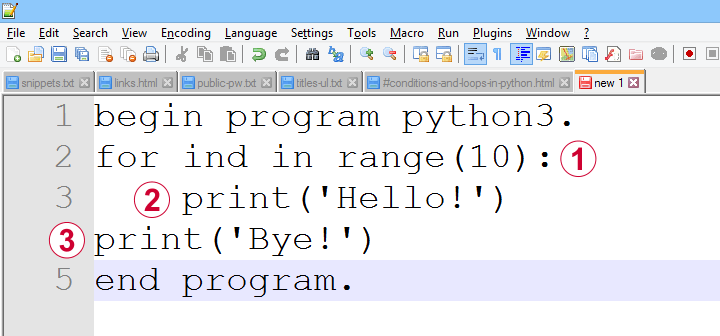 File Edit Search View Encoding Language Settings Tools Macro Run Plugins Window ?
snippets.txt links.html public-pw.txt titles-ul.txt #conditions-and-loops-in-python.html new 1
1 begin program python3.
2 for ind in range(10): 1
3 2 print('Hello!')
3 print('Bye!')
5 end program.